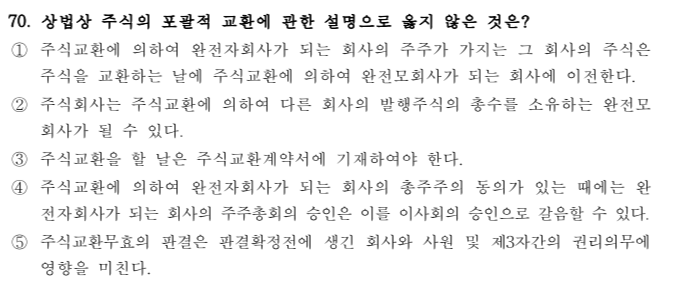 70. 상법상 주식의 포괄적 교환에 관한 설명으로 옳지 않은 것은?
① 주식교환에 의하여 완전자회사가 되는 회사의 주주가 가지는 그 회사의 주식은
주식을 교환하는 날에 주식교환에 의하여 완전모회사가 되는 회사에 이전한다.
② 주식회사는 주식교환에 의하여 다른 회사의 발행주식의 총수를 소유하는 완전모
회사가 될 수 있다.
③ 주식교환을 할 날은 주식교환계약서에 기재하여야 한다.
④ 주식교환에 의하여 완전자회사가 되는 회사의 총주주의 동의가 있는 때에는 완
전자회사가 되는 회사의 주주총회의 승인은 이를 이사회의 승인으로 갈음할 수 있다.
⑤ 주식교환무효의 판결은 판결확정전에 생긴 회사와 사원 및 제3자간의 권리의무에
영향을 미친다.